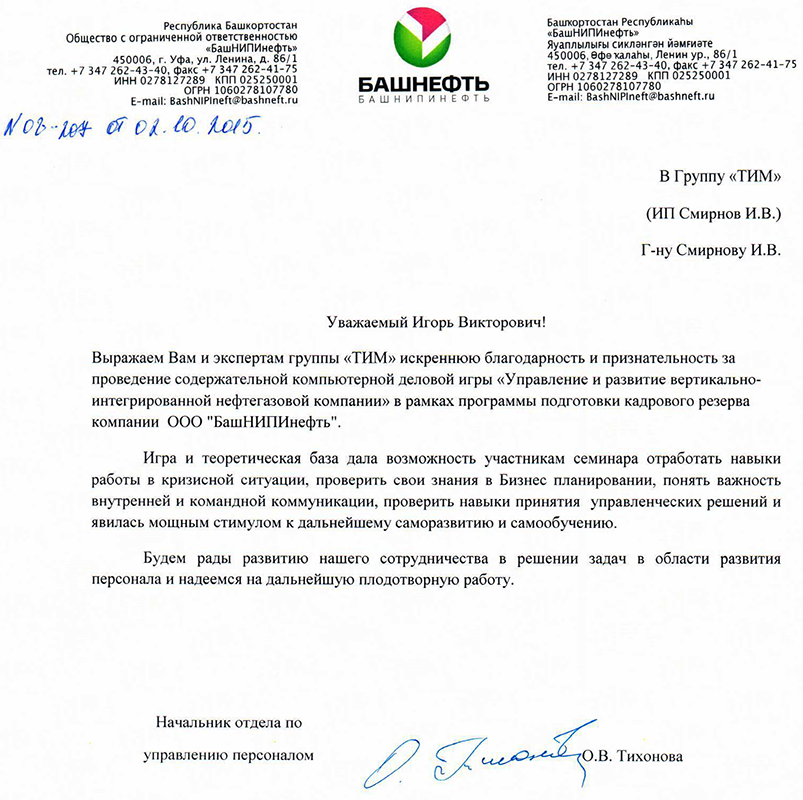 Республика Башкортостан
Общество с ограниченной ответственностью
«БашНИПИнефть»
450006, г. Уфа, ул. Ленина, д. 86/1
тел. +7 347 262-43-40, факс +7 347 262-41-75
ИНН 0278127289 КПП 025250001
ОГРН 1060278107780
E-mail: BashNIPIneft@bashneft.ru
БАШНЕФТЬ
БАШНИПИНЕФТЬ
Башҡортостан Республикаһы
«БашНИПИнефть»
Яуаплылығы сикләнгән йәмғиәте
450006, Өфө ҡалаһы, Ленин ур., 86/1
тел. +7 347 262-43-40, факс +7 347 262-41-75
ИНН 0278127289 КПП 025250001
ОГРН 1060278107780
E-mail: BashNIPIneft@bashneft.ru
N 08-207 от 02.10.2015.
В Группу «ТИМ»
(ИП Смирнов И.В.)
Г-ну Смирнову И.В.
Уважаемый Игорь Викторович!
Выражаем Вам и экспертам группы «ТИМ» искреннюю благодарность и признательность за
проведение содержательной компьютерной деловой игры «Управление и развитие вертикально-
интегрированной нефтегазовой компании» в рамках программы подготовки кадрового резерва
компании ООО "БашНИПИнефть".
Игра и теоретическая база дала возможность участникам семинара отработать навыки
работы в кризисной ситуации, проверить свои знания в Бизнес планировании, понять важность
внутренней и командной коммуникации, проверить навыки принятия управленческих решений и
явилась мощным стимулом к дальнейшему саморазвитию и самообучению.
Будем рады развитию нашего сотрудничества в решении задач в области развития
персонала и надеемся на дальнейшую плодотворную работу.
Начальник отдела по
управлению персоналом
О.В. Тихонова